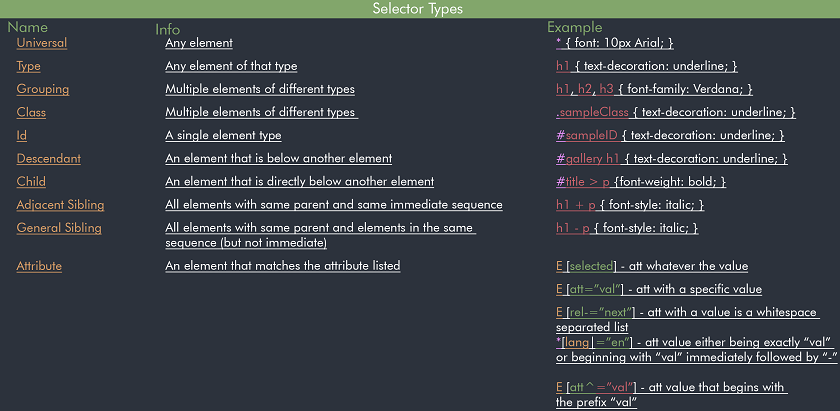 Selector Types
Name Info Example
Universal Any element * { font: 10px Arial; }
Type Any element of that type h1 { text-decoration: underline; }
Grouping Multiple elements of different types h1, h2, h3 { font-family: Verdana; }
Class Multiple elements of different types .sampleClass { text-decoration: underline; }
Id A single element type #sampleID { text-decoration: underline; }
Descendant An element that is below another element #gallery h1 { text-decoration: underline; }
Child An element that is directly below another element #title > p {font-weight: bold; }
Adjacent Sibling All elements with same parent and same immediate sequence h1 + p { font-style: italic; }
General Sibling All elements with same parent and elements in the same h1 - p { font-style: italic; }
sequence (but not immediate)
Attribute An element that matches the attribute listed E [selected] - att whatever the value
E [att="val"] - att with a specific value
E [rel-="next"] - att with a value is a whitespace
separated list
*[lang|="en"] - att value either being exactly "val"
or beginning with "val" immediately followed by "-"
E [att^="val"] - att value that begins with
the prefix "val"